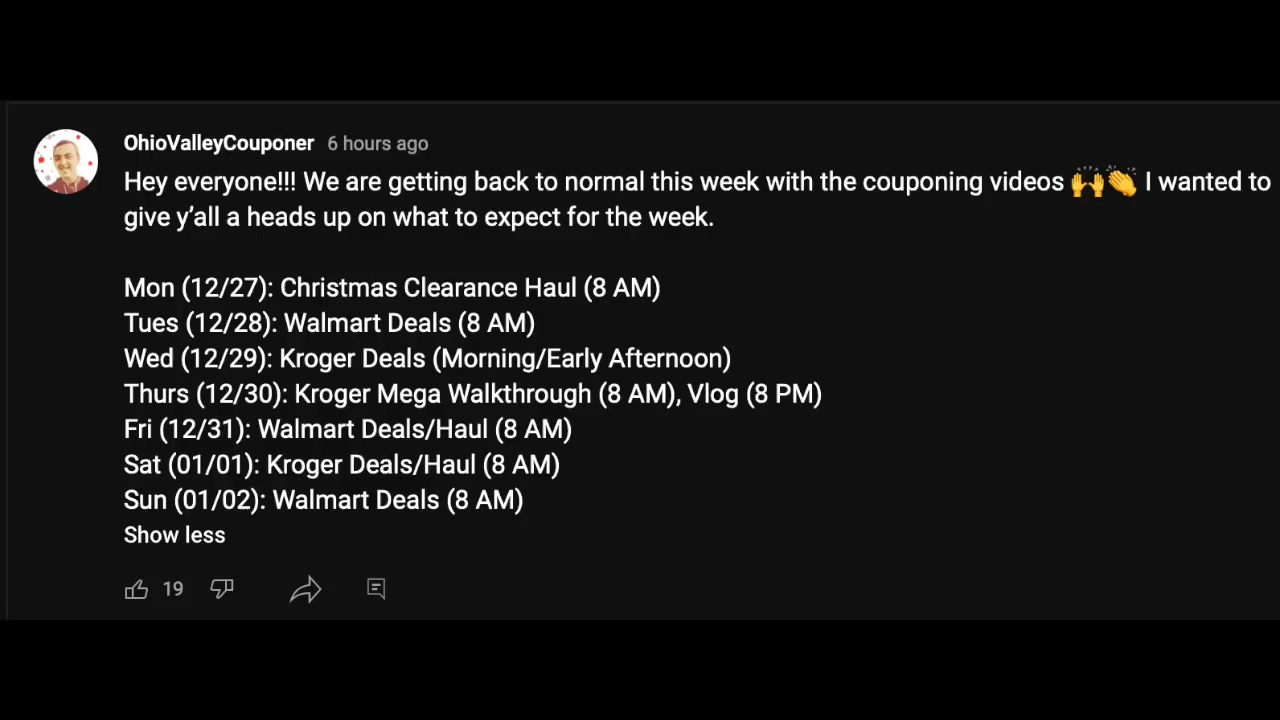 OhioValleyCouponer 6 hours ago
Hey everyone!!! We are getting back to normal this week with the couponing videos 🙌👏 I wanted to
give y’all a heads up on what to expect for the week.
Mon (12/27): Christmas Clearance Haul (8 AM)
Tues (12/28): Walmart Deals (8 AM)
Wed (12/29): Kroger Deals (Morning/Early Afternoon)
Thurs (12/30): Kroger Mega Walkthrough (8 AM), Vlog (8 PM)
Fri (12/31): Walmart Deals/Haul (8 AM)
Sat (01/01): Kroger Deals/Haul (8 AM)
Sun (01/02): Walmart Deals (8 AM)
Show less
19